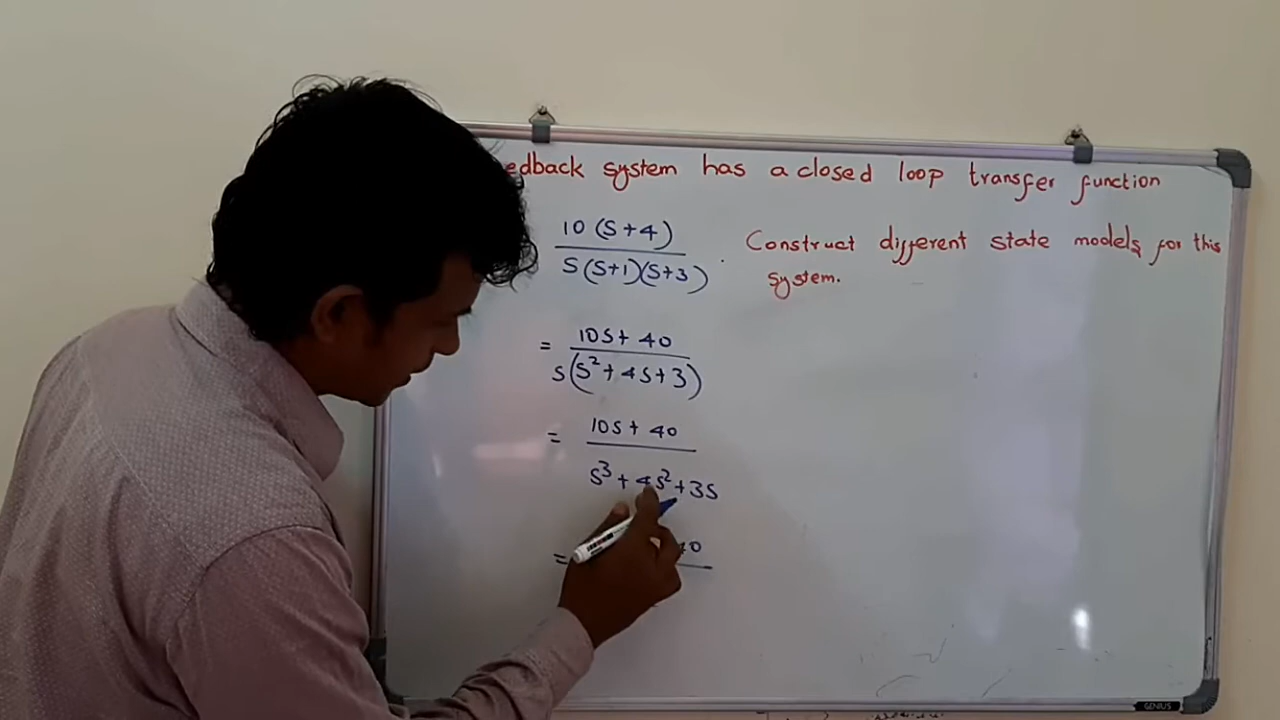 edback system has a closed loop transfer function
10 (S+4)
S(S+1)(S+3) . Construct different state models for this
system.
= 10S+ 40
S(S²+4S+3)
= 10S+ 40
S³+4S²+3S
= 40
GENIUS